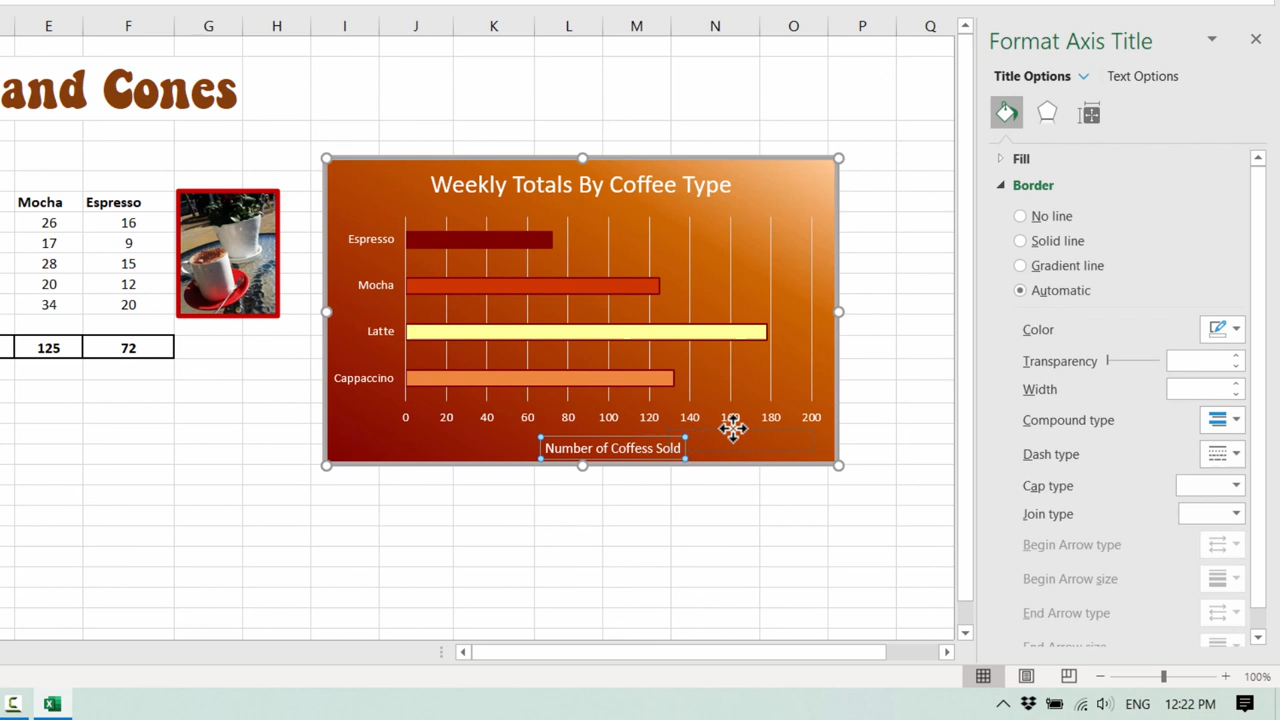 E F G H I J K L M N O P Q
and Cones
Mocha Espresso
26 16
17 9
28 15
20 12
34 20
125 72
Weekly Totals By Coffee Type
Espresso
Mocha
Latte
Cappaccino
0 20 40 60 80 100 120 140 160 180 200
Number of Coffess Sold
Format Axis Title
Title Options Text Options
Fill
Border
No line
Solid line
Gradient line
Automatic
Color
Transparency
Width
Compound type
Dash type
Cap type
Join type
Begin Arrow type
Begin Arrow size
End Arrow type
End Arrow size
100%
ENG 12:22 PM